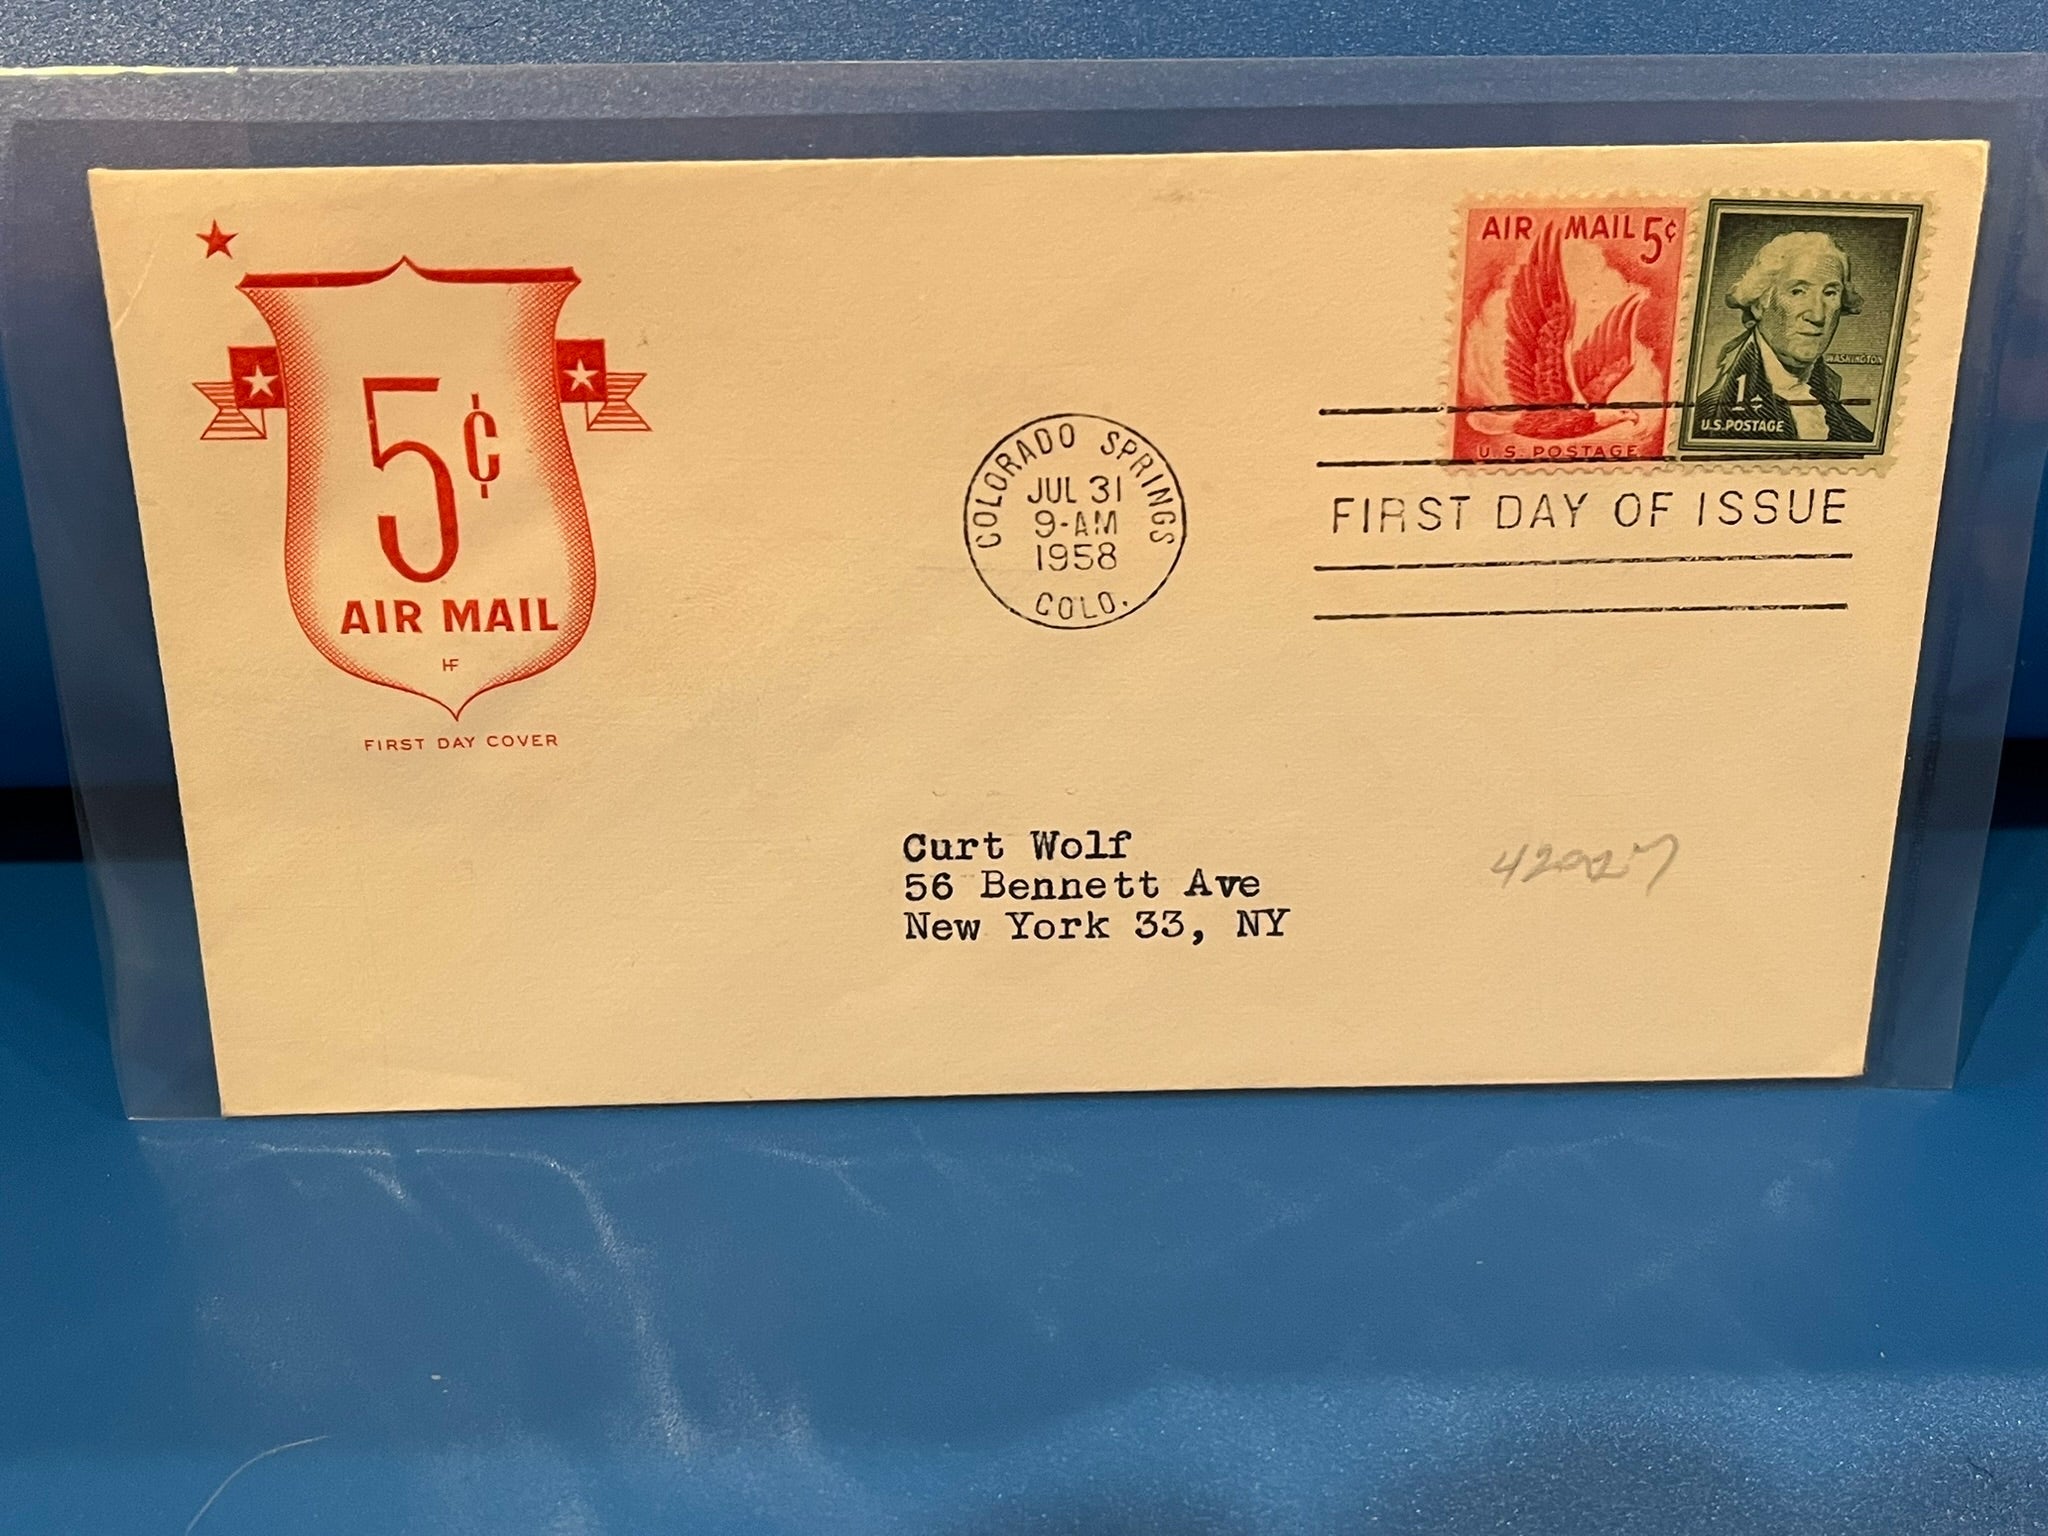 5¢
AIR MAIL
HF
FIRST DAY COVER
AIR MAIL 5¢
U.S. POSTAGE
WASHINGTON
1¢
U.S. POSTAGE
COLORADO SPRINGS
JUL 31
9-AM
1958
COLO.
FIRST DAY OF ISSUE
Curt Wolf
56 Bennett Ave
New York 33, NY